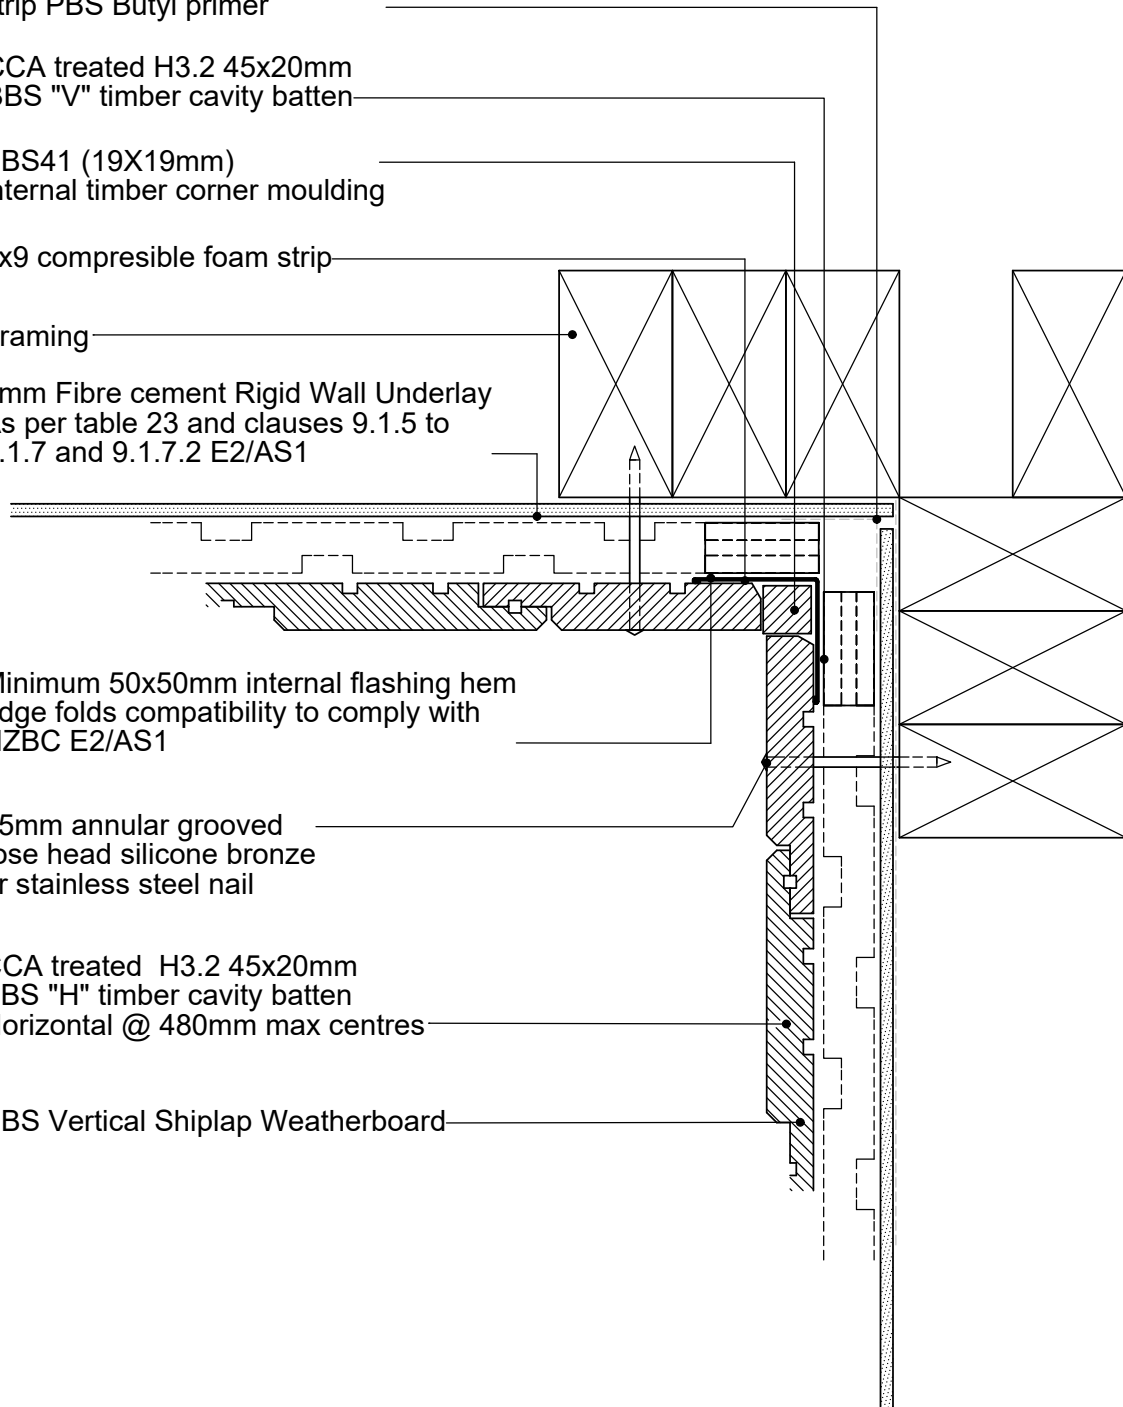 trip PBS Butyl primer
CCA treated H3.2 45x20mm
BBS "V" timber cavity batten
BS41 (19X19mm)
nternal timber corner moulding
x9 compresible foam strip
raming
mm Fibre cement Rigid Wall Underlay
s per table 23 and clauses 9.1.5 to
.1.7 and 9.1.7.2 E2/AS1
Minimum 50x50mm internal flashing hem
dge folds compatibility to comply with
NZBC E2/AS1
5mm annular grooved
ose head silicone bronze
r stainless steel nail
CCA treated H3.2 45x20mm
BS "H" timber cavity batten
Horizontal @ 480mm max centres
BS Vertical Shiplap Weatherboard